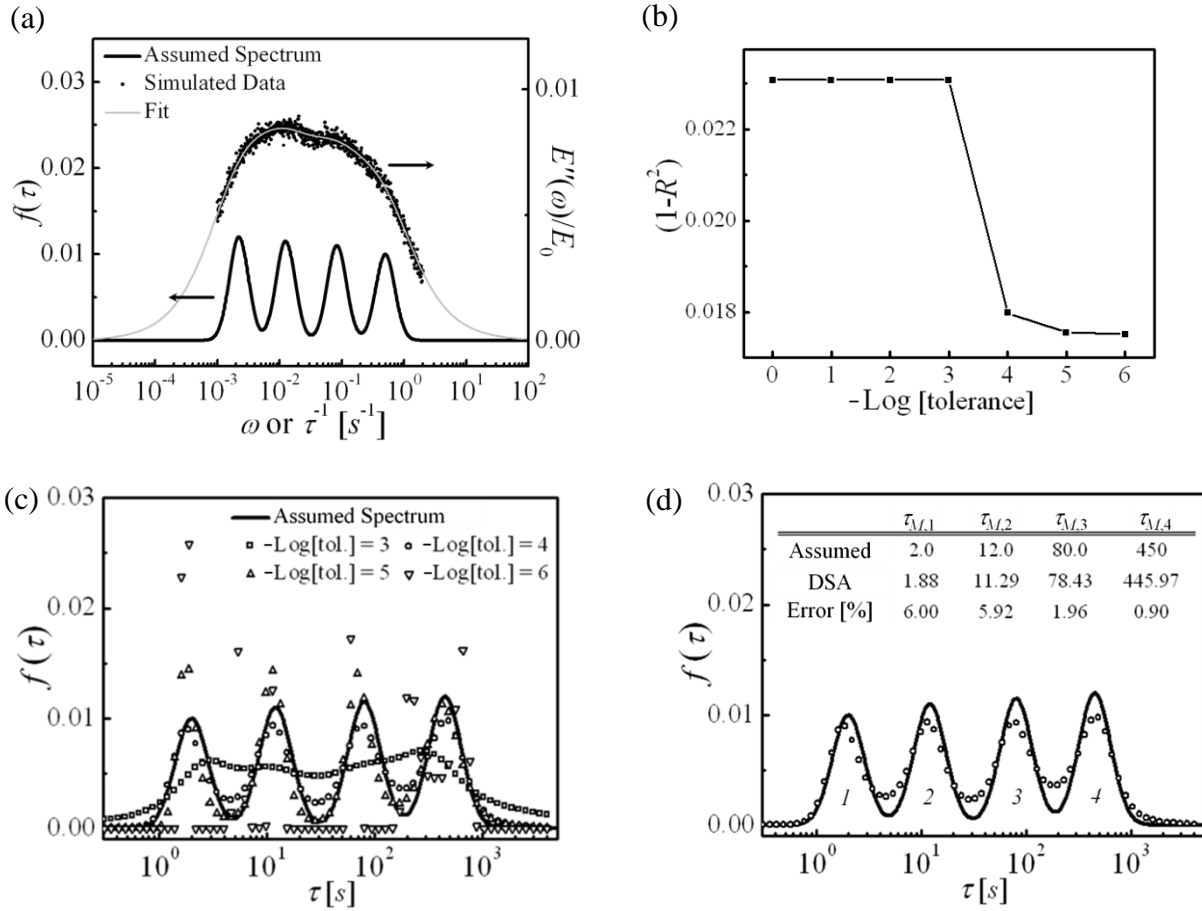 (a)
Assumed Spectrum
Simulated Data
Fit
0.03
0.02
0.01
0.00
f(τ)
0.01
0.00
E''(ω)/E₀
10⁻⁵ 10⁻⁴ 10⁻³ 10⁻² 10⁻¹ 10⁰ 10¹ 10²
ω or τ⁻¹ [s⁻¹]
(b)
0.022
0.020
0.018
(1-R²)
0 1 2 3 4 5 6
−Log [tolerance]
(c)
Assumed Spectrum
−Log[tol.] = 3 −Log[tol.] = 4
−Log[tol.] = 5 −Log[tol.] = 6
0.03
0.02
0.01
0.00
f (τ)
10⁰ 10¹ 10² 10³
τ [s]
(d)
τM,1 τM,2 τM,3 τM,4
Assumed 2.0 12.0 80.0 450
DSA 1.88 11.29 78.43 445.97
Error [%] 6.00 5.92 1.96 0.90
0.03
0.02
0.01
0.00
f (τ)
1 2 3 4
10⁰ 10¹ 10² 10³
τ [s]